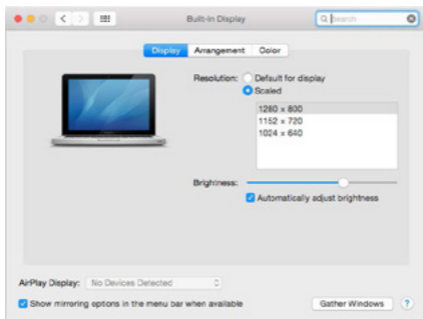 Built-in Display
Search
Display Arrangement Color
Resolution: Default for display
Scaled
1280 x 800
1152 x 720
1024 x 640
Brightness:
Automatically adjust brightness
AirPlay Display: No Devices Detected
Show mirroring options in the menu bar when available
Gather Windows ?